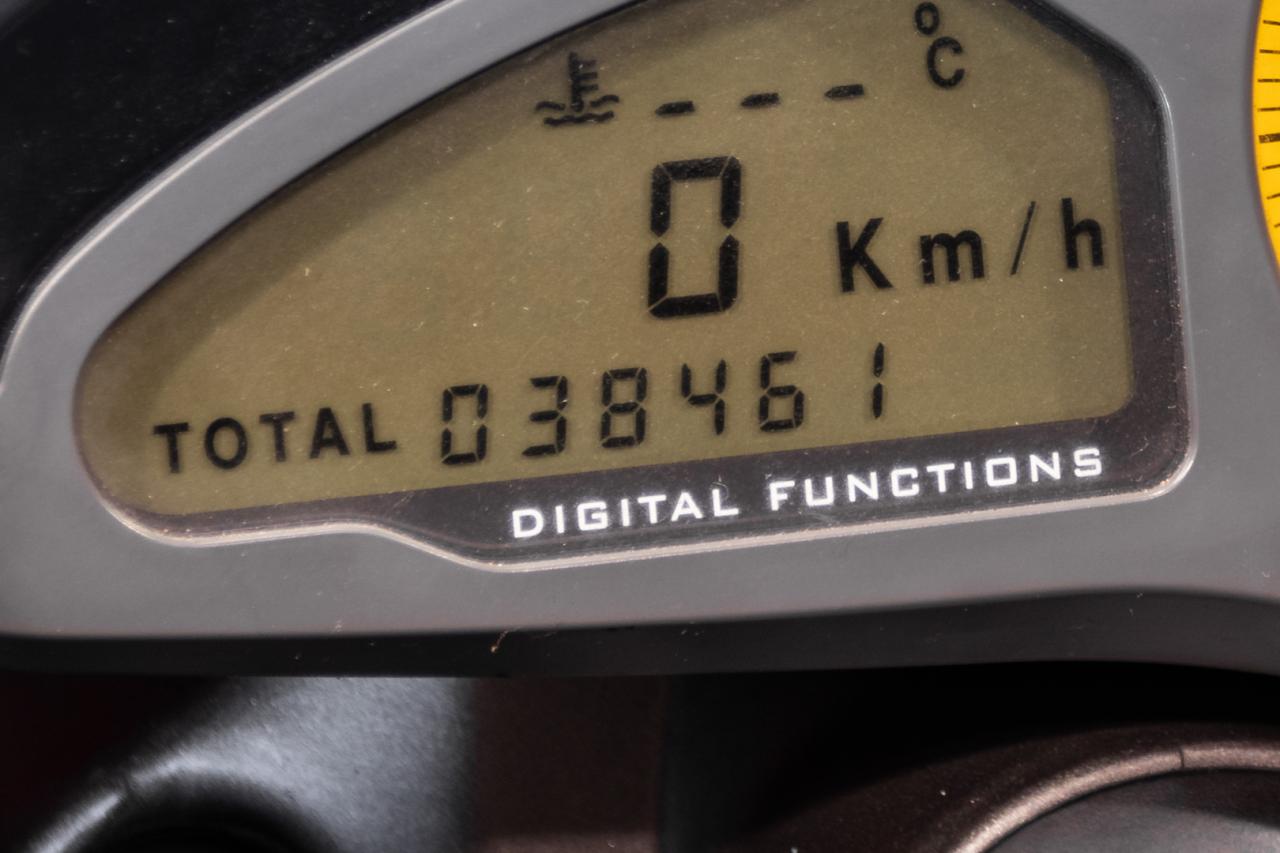 --- °C
0 Km/h
TOTAL 038461
DIGITAL FUNCTIONS